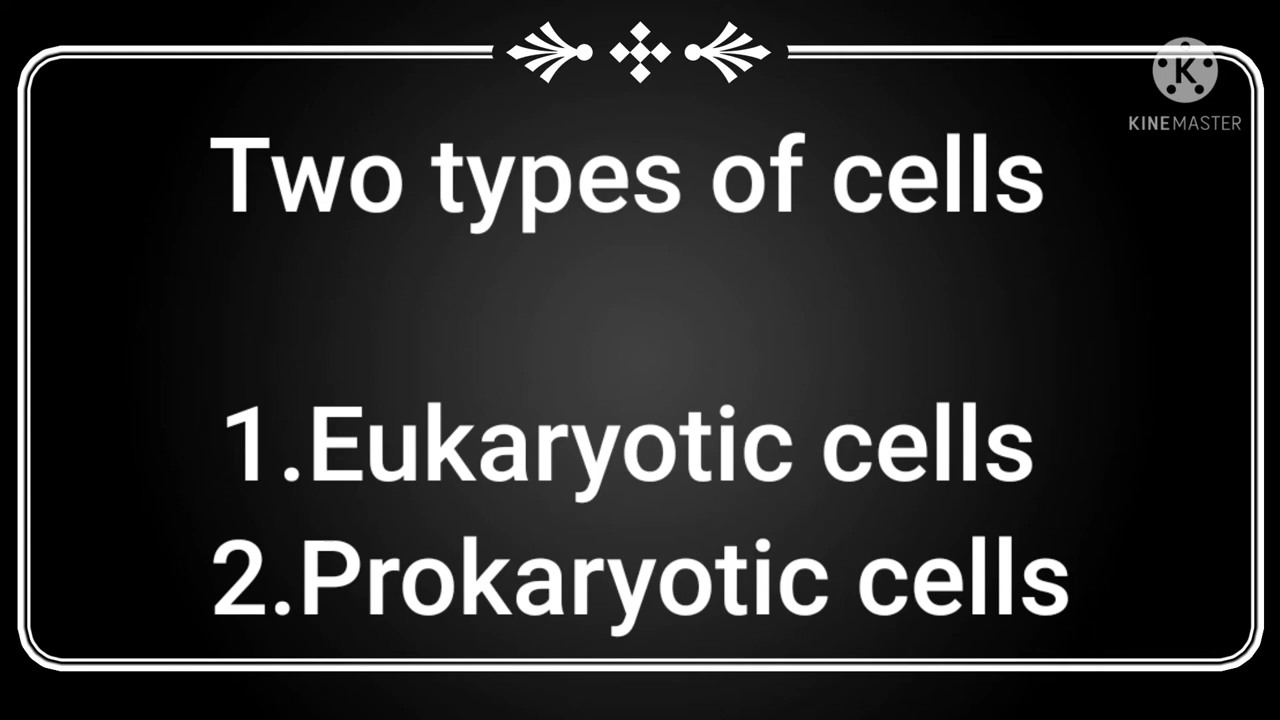 K
KINEMASTER
Two types of cells
1.Eukaryotic cells
2.Prokaryotic cells